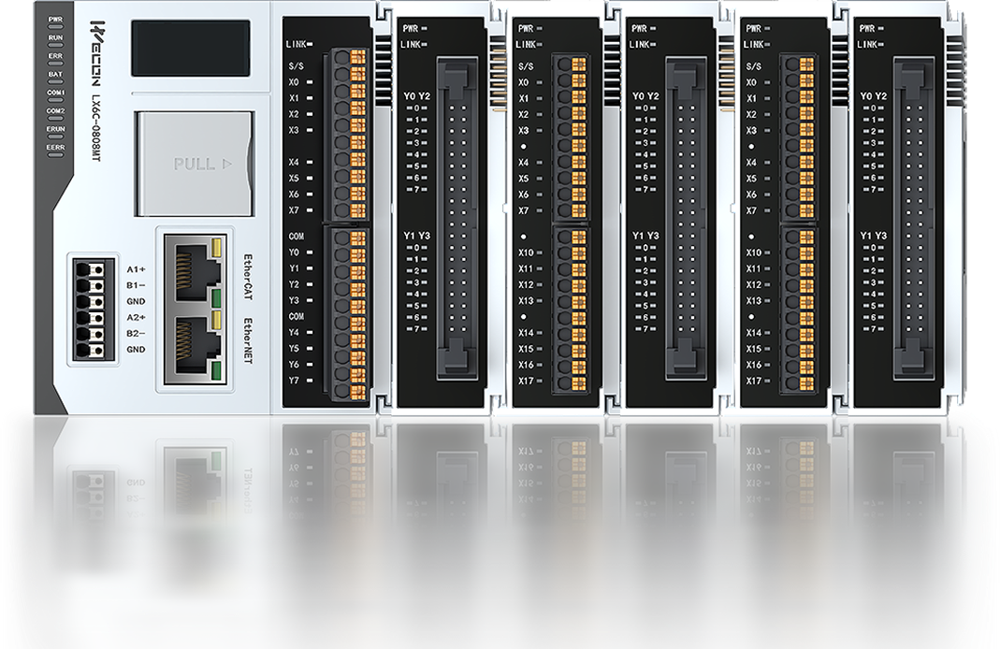 PWR
RUN
ERR
BAT
COM1
COM2
ERUN
EERR
WECON LX6C-0808MT
PULL
A1+
B1-
GND
A2+
B2-
GND
EtherCAT
EtherNET
LINK
S/S
X0
X1
X2
X3
X4
X5
X6
X7
COM
Y0
Y1
Y2
Y3
COM
Y4
Y5
Y6
Y7
PWR
LINK
Y0 Y2
0
1
2
3
4
5
6
7
Y1 Y3
0
1
2
3
4
5
6
7
PWR
LINK
S/S
X0
X1
X2
X3
X4
X5
X6
X7
X10
X11
X12
X13
X14
X15
X16
X17
PWR
LINK
Y0 Y2
0
1
2
3
4
5
6
7
Y1 Y3
0
1
2
3
4
5
6
7
PWR
LINK
S/S
X0
X1
X2
X3
X4
X5
X6
X7
X10
X11
X12
X13
X14
X15
X16
X17
PWR
LINK
Y0 Y2
0
1
2
3
4
5
6
7
Y1 Y3
0
1
2
3
4
5
6
7